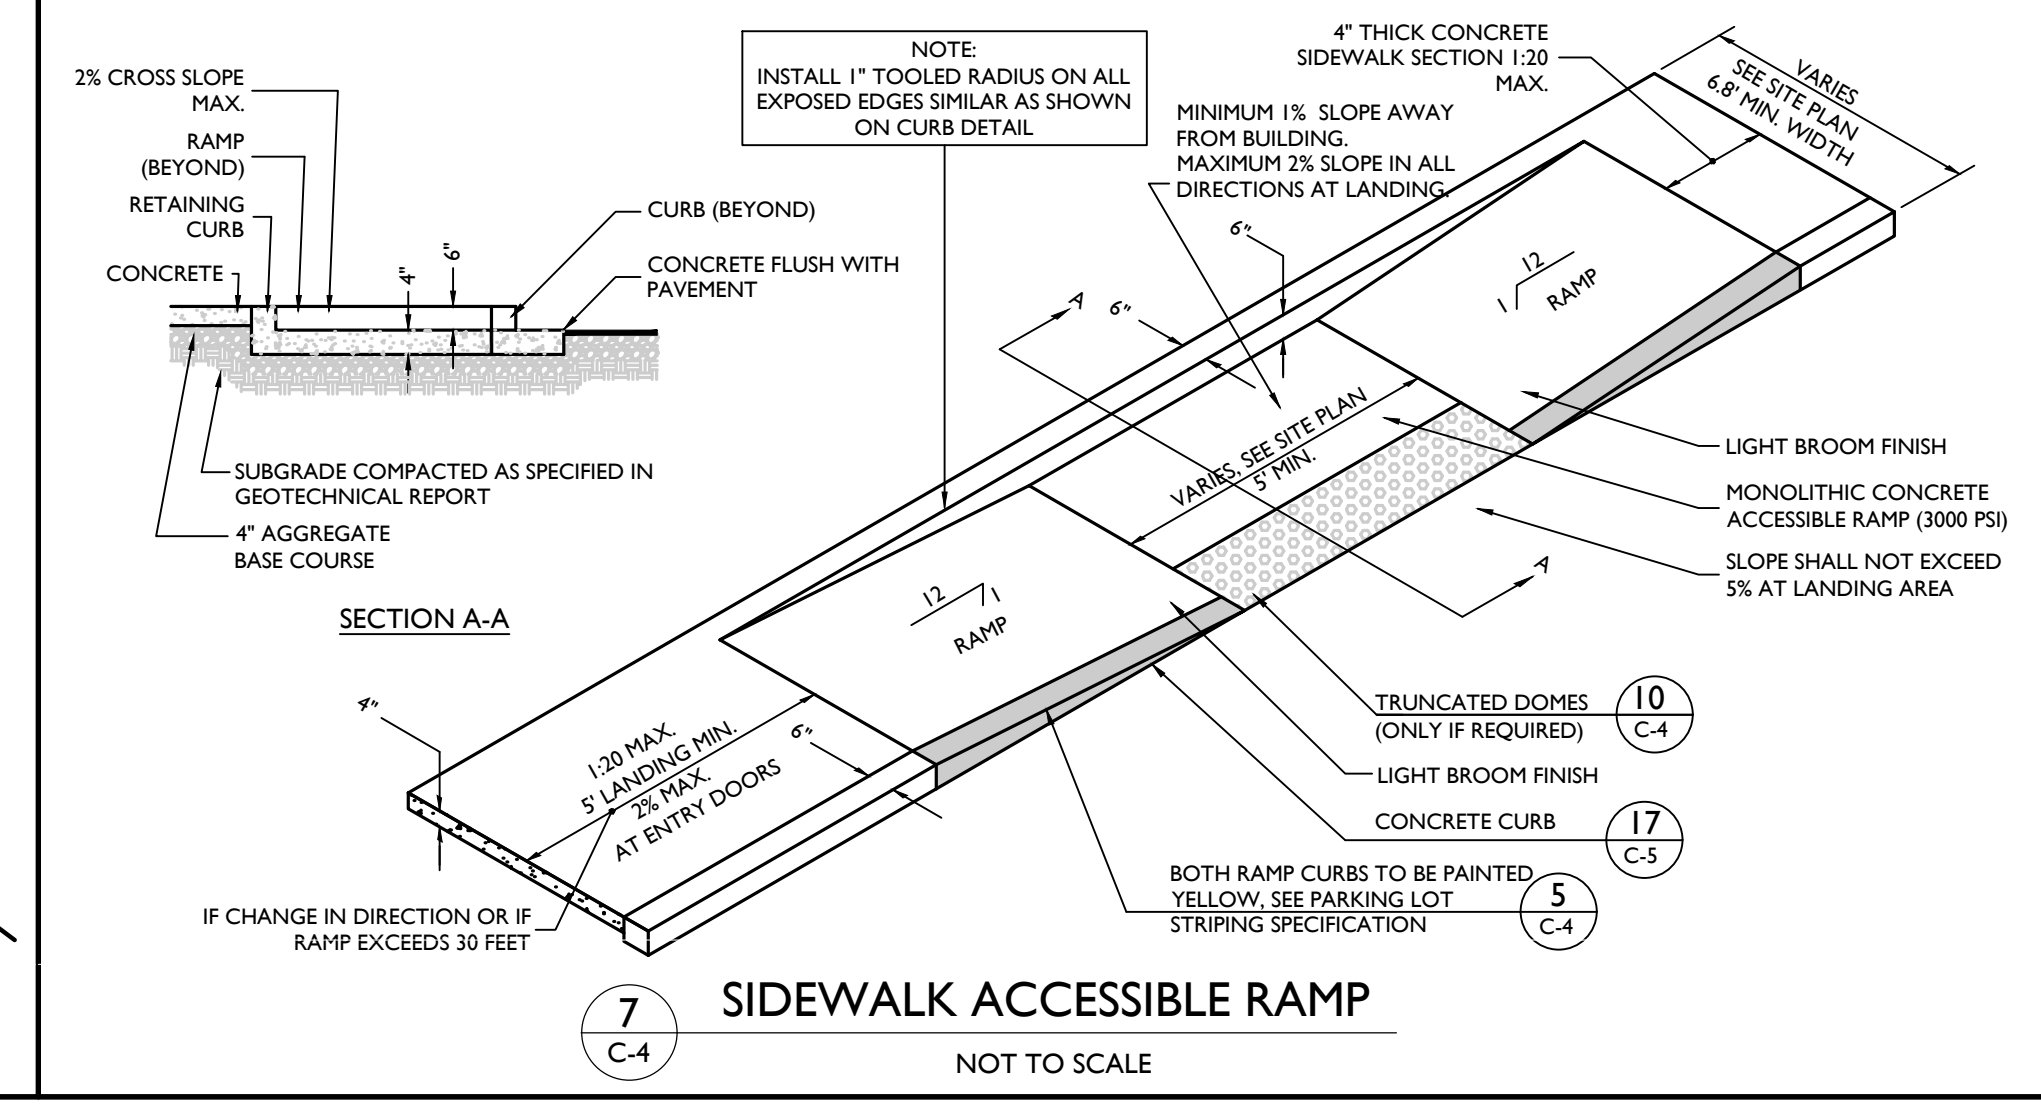 2% CROSS SLOPE
MAX.
RAMP
(BEYOND)
RETAINING
CURB
CONCRETE
4"
6"
CURB (BEYOND)
CONCRETE FLUSH WITH
PAVEMENT
SUBGRADE COMPACTED AS SPECIFIED IN
GEOTECHNICAL REPORT
4" AGGREGATE
BASE COURSE
SECTION A-A
NOTE:
INSTALL 1" TOOLED RADIUS ON ALL
EXPOSED EDGES SIMILAR AS SHOWN
ON CURB DETAIL
4" THICK CONCRETE
SIDEWALK SECTION 1:20
MAX.
MINIMUM 1% SLOPE AWAY
FROM BUILDING.
MAXIMUM 2% SLOPE IN ALL
DIRECTIONS AT LANDING.
VARIES
SEE SITE PLAN
6.8' MIN. WIDTH
6"
6"
A
12
1
RAMP
VARIES, SEE SITE PLAN
5' MIN.
LIGHT BROOM FINISH
MONOLITHIC CONCRETE
ACCESSIBLE RAMP (3000 PSI)
SLOPE SHALL NOT EXCEED
5% AT LANDING AREA
A
12
1
RAMP
4"
1:20 MAX.
5' LANDING MIN.
2% MAX.
AT ENTRY DOORS
6"
TRUNCATED DOMES
(ONLY IF REQUIRED)
10
C-4
LIGHT BROOM FINISH
CONCRETE CURB
17
C-5
BOTH RAMP CURBS TO BE PAINTED
YELLOW, SEE PARKING LOT
STRIPING SPECIFICATION
5
C-4
IF CHANGE IN DIRECTION OR IF
RAMP EXCEEDS 30 FEET
7
C-4
SIDEWALK ACCESSIBLE RAMP
NOT TO SCALE